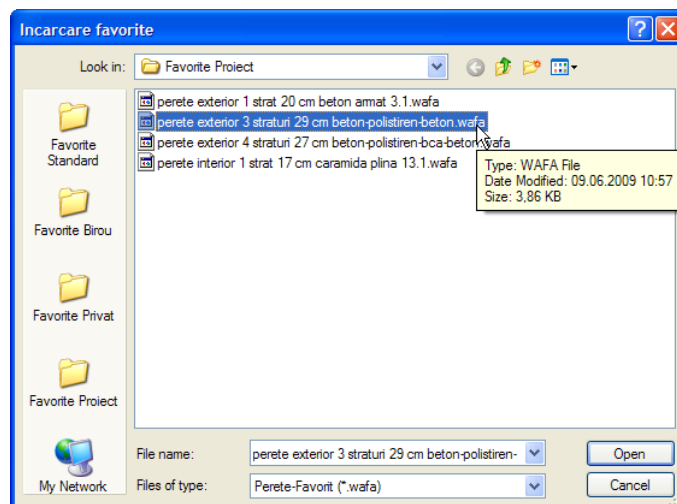 Incarcare favorite
Look in: Favorite Proiect
perete exterior 1 strat 20 cm beton armat 3.1.wafa
perete exterior 3 straturi 29 cm beton-polistiren-beton.wafa
perete exterior 4 straturi 27 cm beton-polistiren-bca-beton.wafa
perete interior 1 strat 17 cm caramida plina 13.1.wafa
Type: WAFA File
Date Modified: 09.06.2009 10:57
Size: 3,86 KB
Favorite
Standard
Favorite Birou
Favorite Privat
Favorite Proiect
My Network
File name: perete exterior 3 straturi 29 cm beton-polistiren- Open
Files of type: Perete-Favorit (*.wafa) Cancel